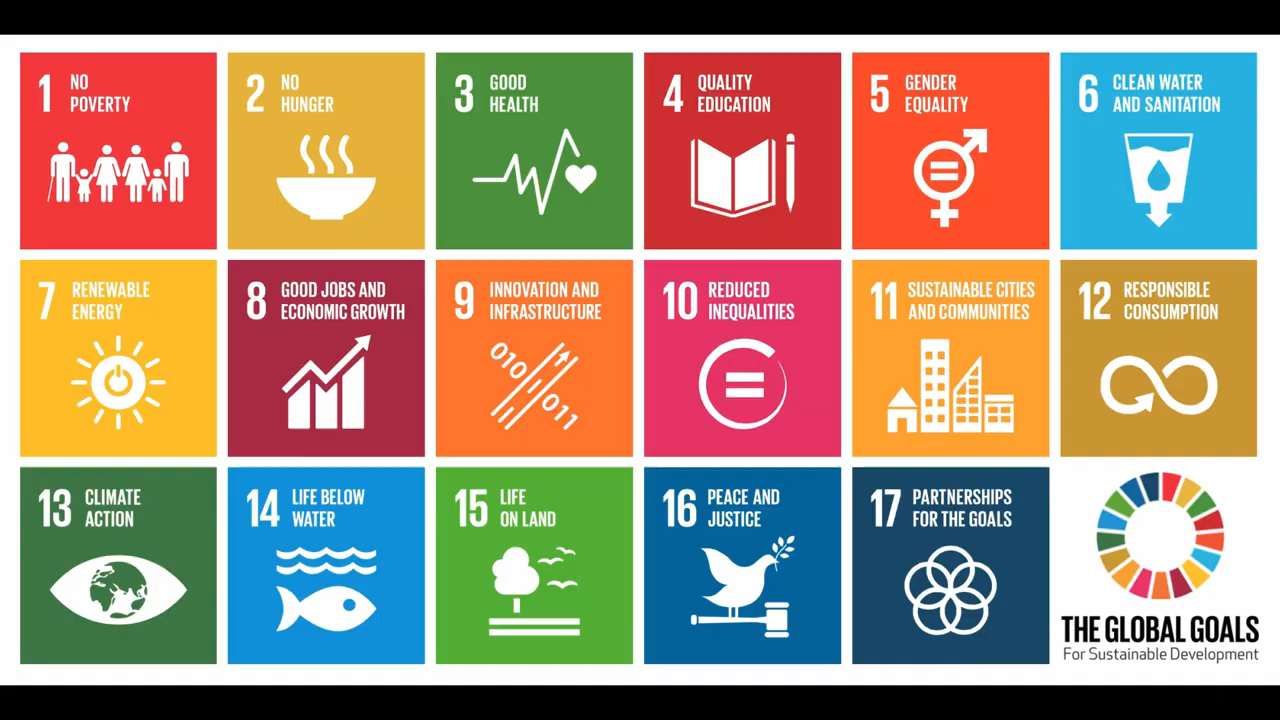 1 NO
POVERTY
2 NO
HUNGER
3 GOOD
HEALTH
4 QUALITY
EDUCATION
5 GENDER
EQUALITY
6 CLEAN WATER
AND SANITATION
7 RENEWABLE
ENERGY
8 GOOD JOBS AND
ECONOMIC GROWTH
9 INNOVATION AND
INFRASTRUCTURE
010
011
10 REDUCED
INEQUALITIES
11 SUSTAINABLE CITIES
AND COMMUNITIES
12 RESPONSIBLE
CONSUMPTION
13 CLIMATE
ACTION
14 LIFE BELOW
WATER
15 LIFE
ON LAND
16 PEACE AND
JUSTICE
17 PARTNERSHIPS
FOR THE GOALS
THE GLOBAL GOALS
For Sustainable Development